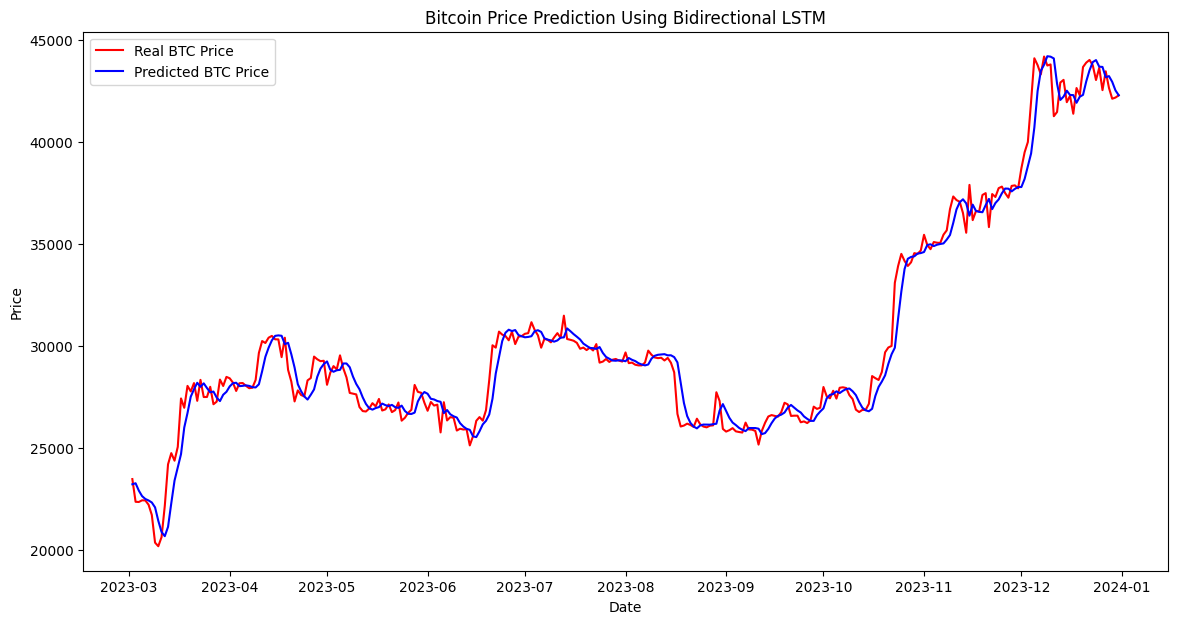 Bitcoin Price Prediction Using Bidirectional LSTM
Real BTC Price
Predicted BTC Price
45000
40000
35000
30000
25000
20000
Price
2023-03 2023-04 2023-05 2023-06 2023-07 2023-08 2023-09 2023-10 2023-11 2023-12 2024-01
Date